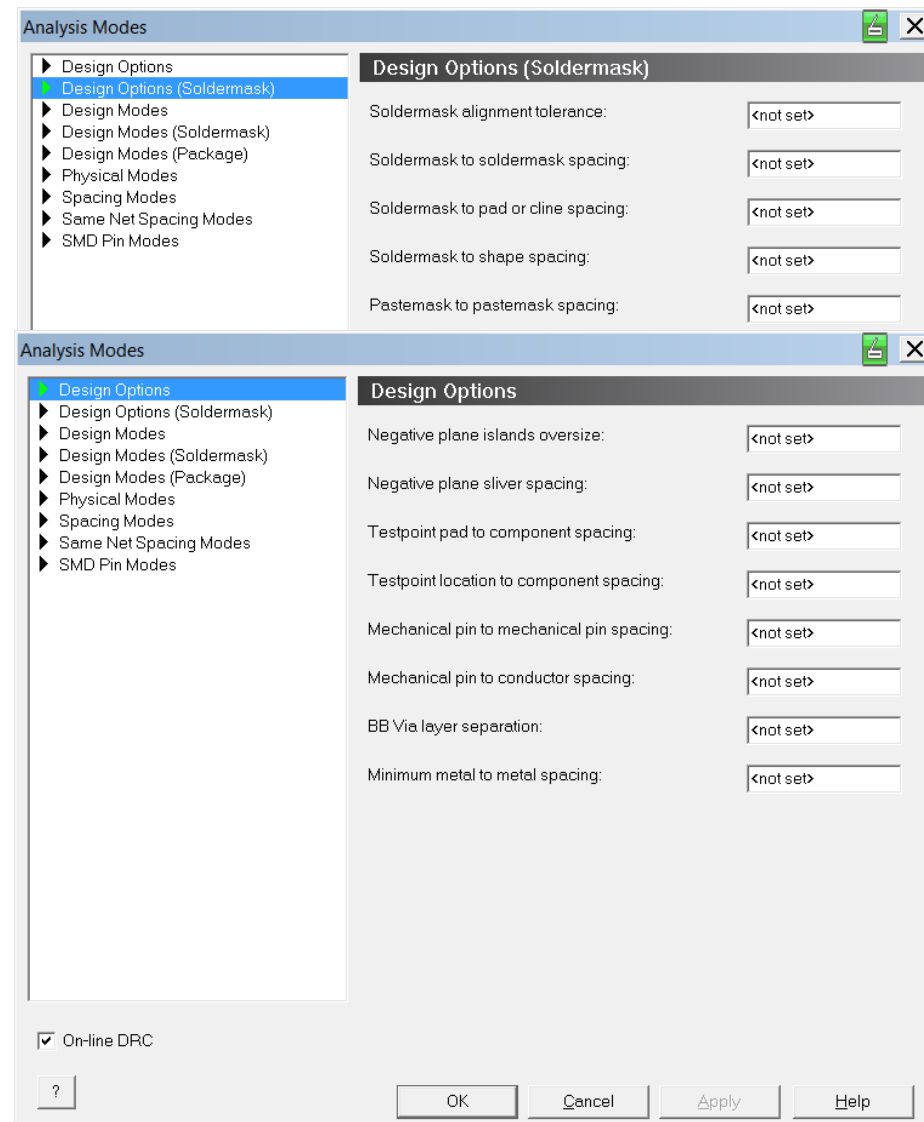 Analysis Modes
Design Options
Design Options (Soldermask)
Design Modes
Design Modes (Soldermask)
Design Modes (Package)
Physical Modes
Spacing Modes
Same Net Spacing Modes
SMD Pin Modes
Design Options (Soldermask)
Soldermask alignment tolerance: <not set>
Soldermask to soldermask spacing: <not set>
Soldermask to pad or cline spacing: <not set>
Soldermask to shape spacing: <not set>
Pastemask to pastemask spacing: <not set>
Analysis Modes
Design Options
Design Options (Soldermask)
Design Modes
Design Modes (Soldermask)
Design Modes (Package)
Physical Modes
Spacing Modes
Same Net Spacing Modes
SMD Pin Modes
Design Options
Negative plane islands oversize: <not set>
Negative plane sliver spacing: <not set>
Testpoint pad to component spacing: <not set>
Testpoint location to component spacing: <not set>
Mechanical pin to mechanical pin spacing: <not set>
Mechanical pin to conductor spacing: <not set>
BB Via layer separation: <not set>
Minimum metal to metal spacing: <not set>
On-line DRC
? OK Cancel Apply Help